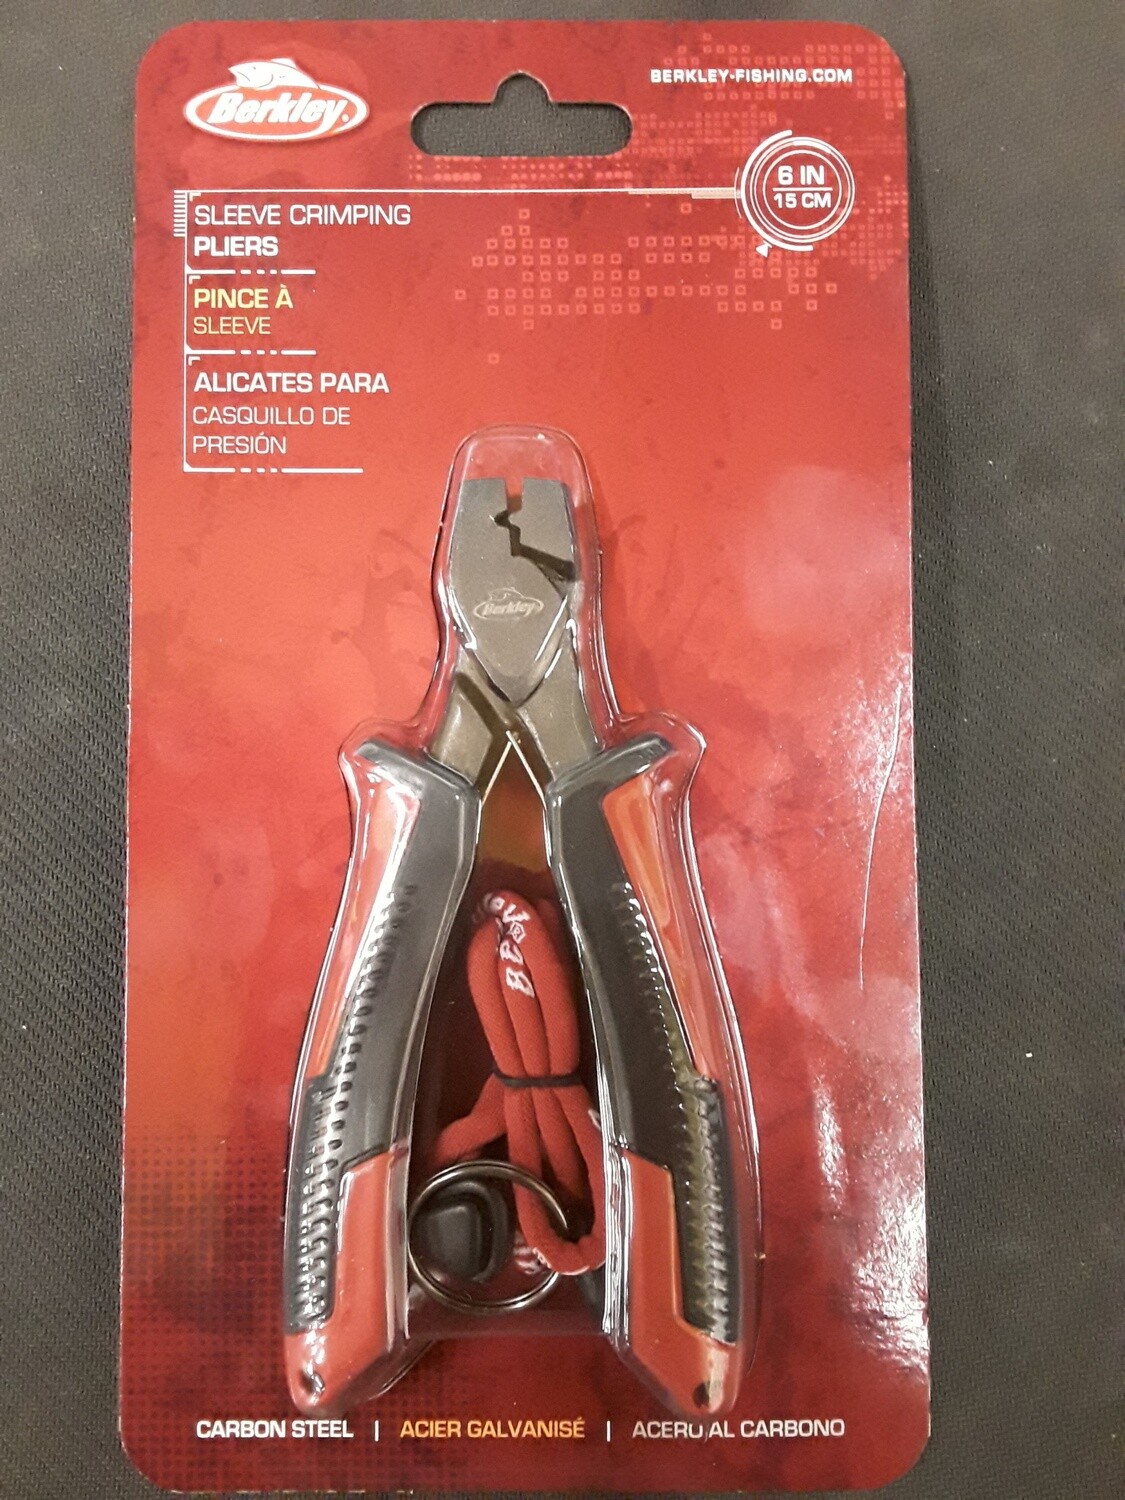 Berkley
BERKLEY-FISHING.COM
6 IN
15 CM
SLEEVE CRIMPING
PLIERS
PINCE À
SLEEVE
ALICATES PARA
CASQUILLO DE
PRESIÓN
Berkley
CARBON STEEL | ACIER GALVANISÉ | ACERO AL CARBONO